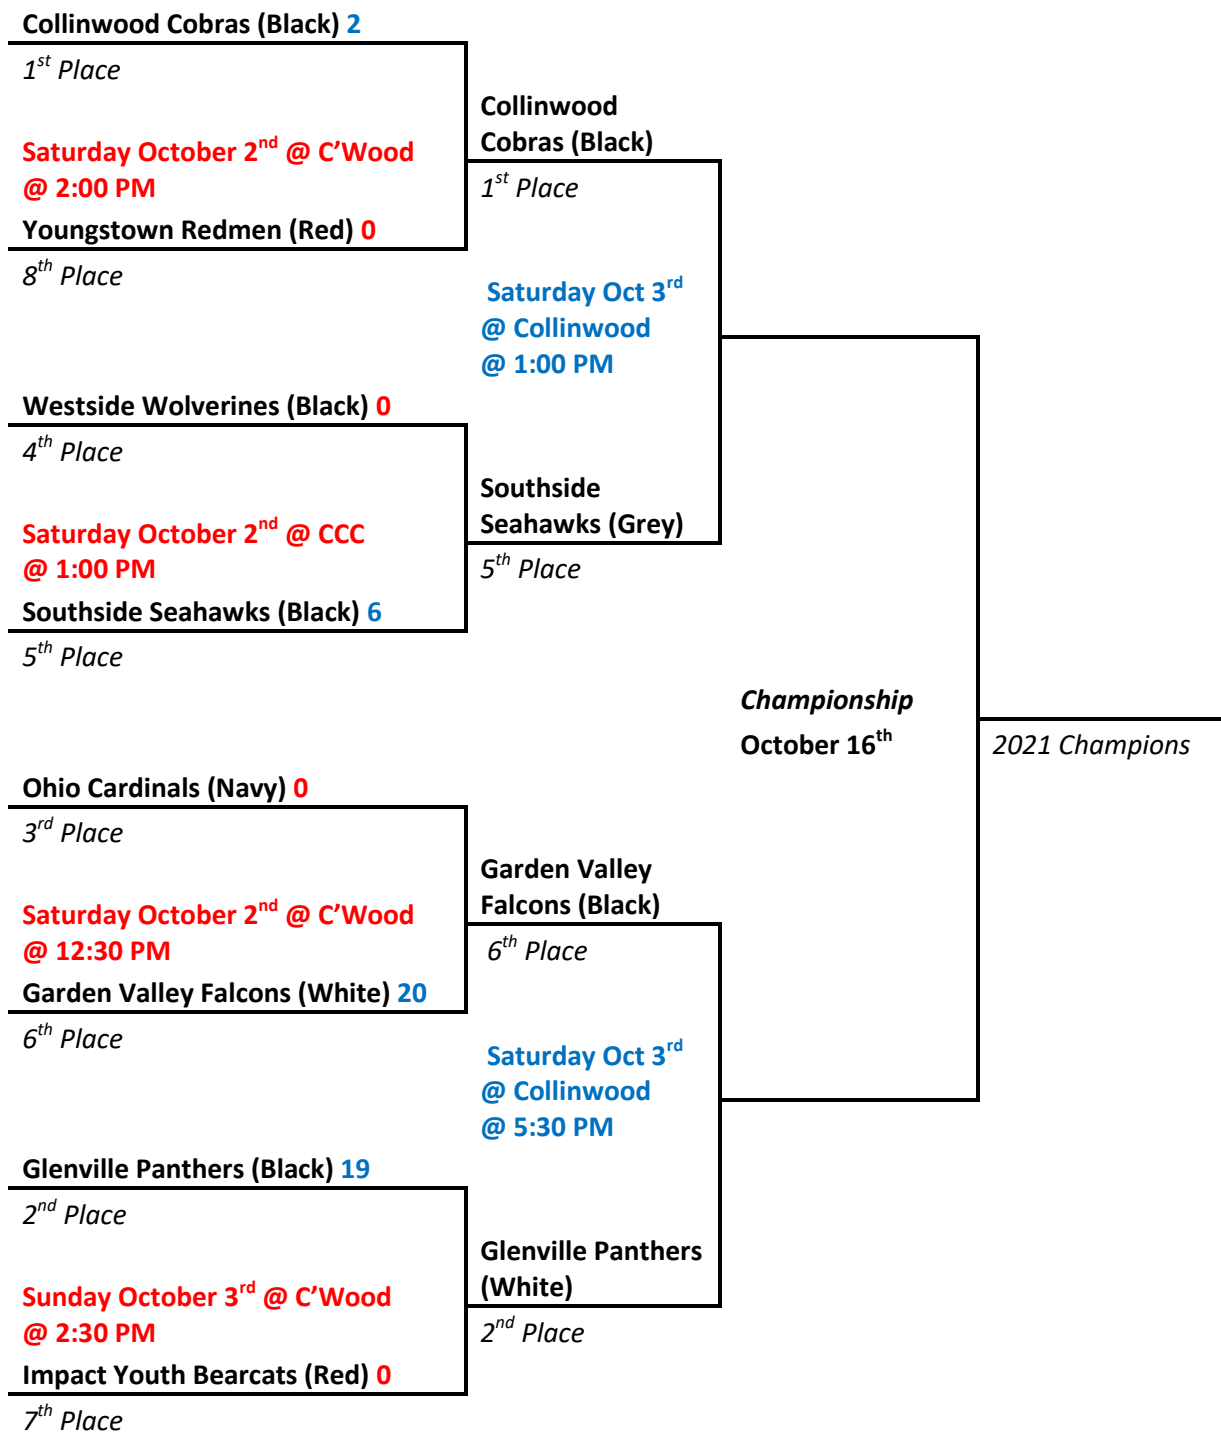 Collinwood Cobras (Black) 2
1st Place
Saturday October 2nd @ C’Wood
@ 2:00 PM
Youngstown Redmen (Red) 0
8th Place
Collinwood
Cobras (Black)
1st Place
Saturday Oct 3rd
@ Collinwood
@ 1:00 PM
Westside Wolverines (Black) 0
4th Place
Saturday October 2nd @ CCC
@ 1:00 PM
Southside Seahawks (Black) 6
5th Place
Southside
Seahawks (Grey)
5th Place
Championship
October 16th
2021 Champions
Ohio Cardinals (Navy) 0
3rd Place
Saturday October 2nd @ C’Wood
@ 12:30 PM
Garden Valley Falcons (White) 20
6th Place
Garden Valley
Falcons (Black)
6th Place
Saturday Oct 3rd
@ Collinwood
@ 5:30 PM
Glenville Panthers (Black) 19
2nd Place
Sunday October 3rd @ C’Wood
@ 2:30 PM
Impact Youth Bearcats (Red) 0
7th Place
Glenville Panthers
(White)
2nd Place